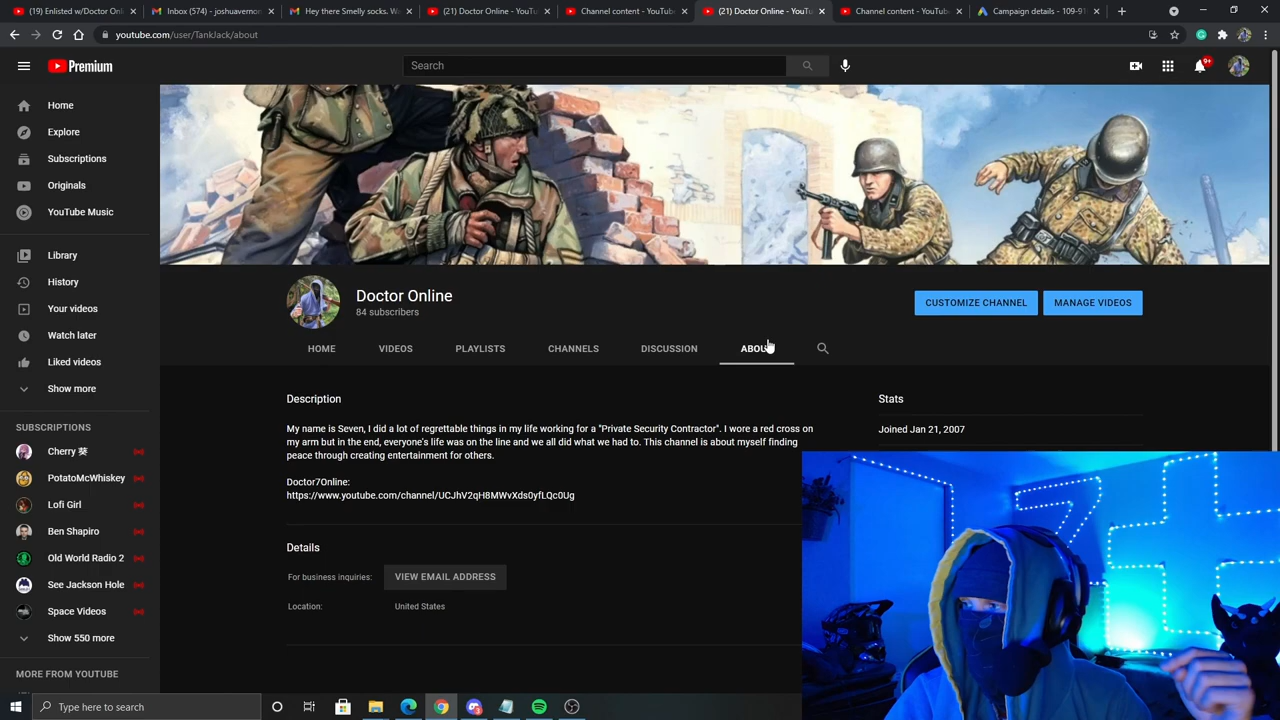 (21) Enlisted w/Doctor Onl
Inbox (574) - joshuavernon
Hey there Smelly socks. We
(21) Doctor Online - YouTu
Channel content - YouTube
(21) Doctor Online - YouTu
Channel content - YouTube
Campaign details - 109-91
youtube.com/user/TankJack/about
Premium
Search
9+
Home
Explore
Subscriptions
Originals
YouTube Music
Library
History
Your videos
Watch later
Liked videos
Show more
SUBSCRIPTIONS
Cherry 葵
PotatoMcWhiskey
Lofi Girl
Ben Shapiro
Old World Radio 2
See Jackson Hole
Space Videos
Show 550 more
MORE FROM YOUTUBE
Doctor Online
84 subscribers
CUSTOMIZE CHANNEL
MANAGE VIDEOS
HOME
VIDEOS
PLAYLISTS
CHANNELS
DISCUSSION
ABOUT
Description
My name is Seven, I did a lot of regrettable things in my life working for a "Private Security Contractor". I wore a red cross on
my arm but in the end, everyone's life was on the line and we all did what we had to. This channel is about myself finding
peace through creating entertainment for others.
Doctor7Online:
https://www.youtube.com/channel/UCJhV2qH8MWvXds0yfLQc0Ug
Details
For business inquiries:
VIEW EMAIL ADDRESS
Location:
United States
Stats
Joined Jan 21, 2007
Type here to search